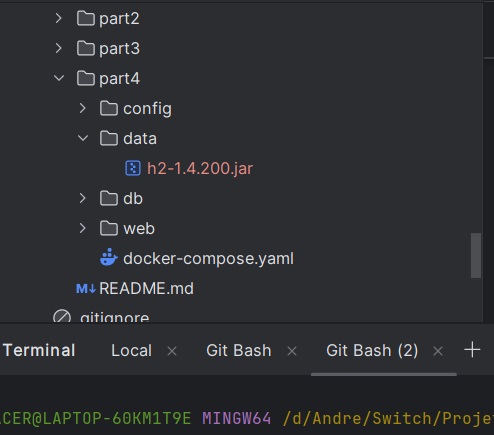 part2
part3
part4
config
data
h2-1.4.200.jar
db
web
docker-compose.yaml
M↓ README.md
.gitignore
Terminal Local × Git Bash × Git Bash (2) × +
CER@LAPTOP-60KM1T9E MINGW64 /d/Andre/Switch/Proje